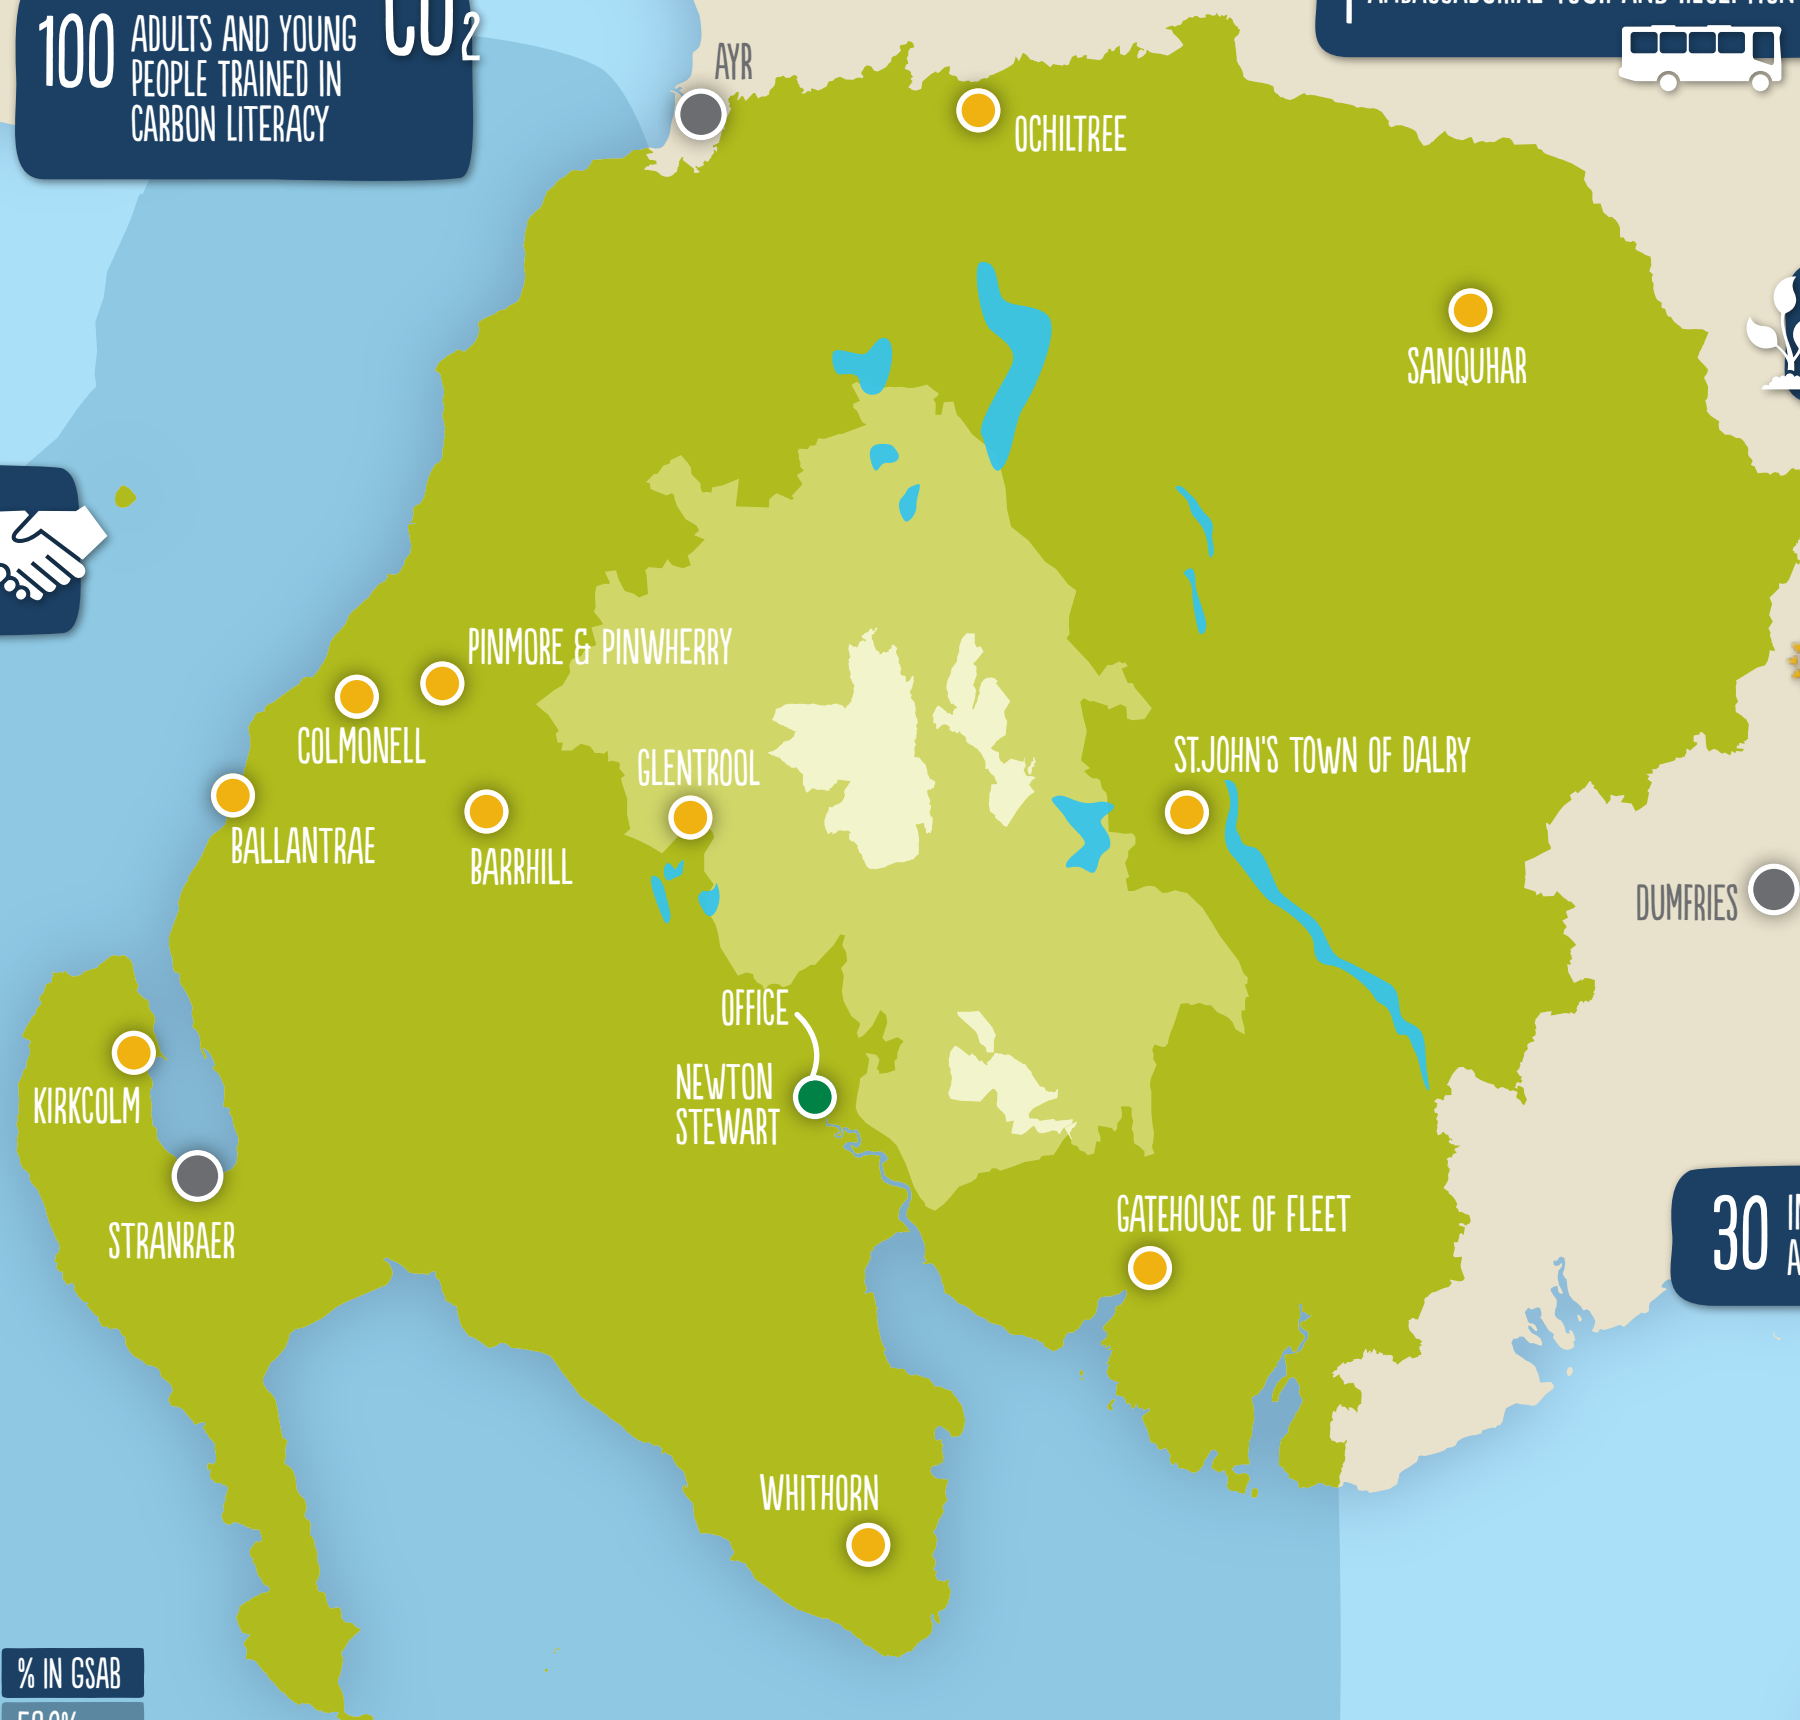 100 ADULTS AND YOUNG
PEOPLE TRAINED IN
CARBON LITERACY
CO2
AYR
OCHILTREE
SANQUHAR
PINMORE & PINWHERRY
COLMONELL
GLENTROOL
ST.JOHN'S TOWN OF DALRY
BALLANTRAE
BARRHILL
DUMFRIES
OFFICE
NEWTON
STEWART
KIRKCOLM
STRANRAER
GATEHOUSE OF FLEET
30
WHITHORN
% IN GSAB